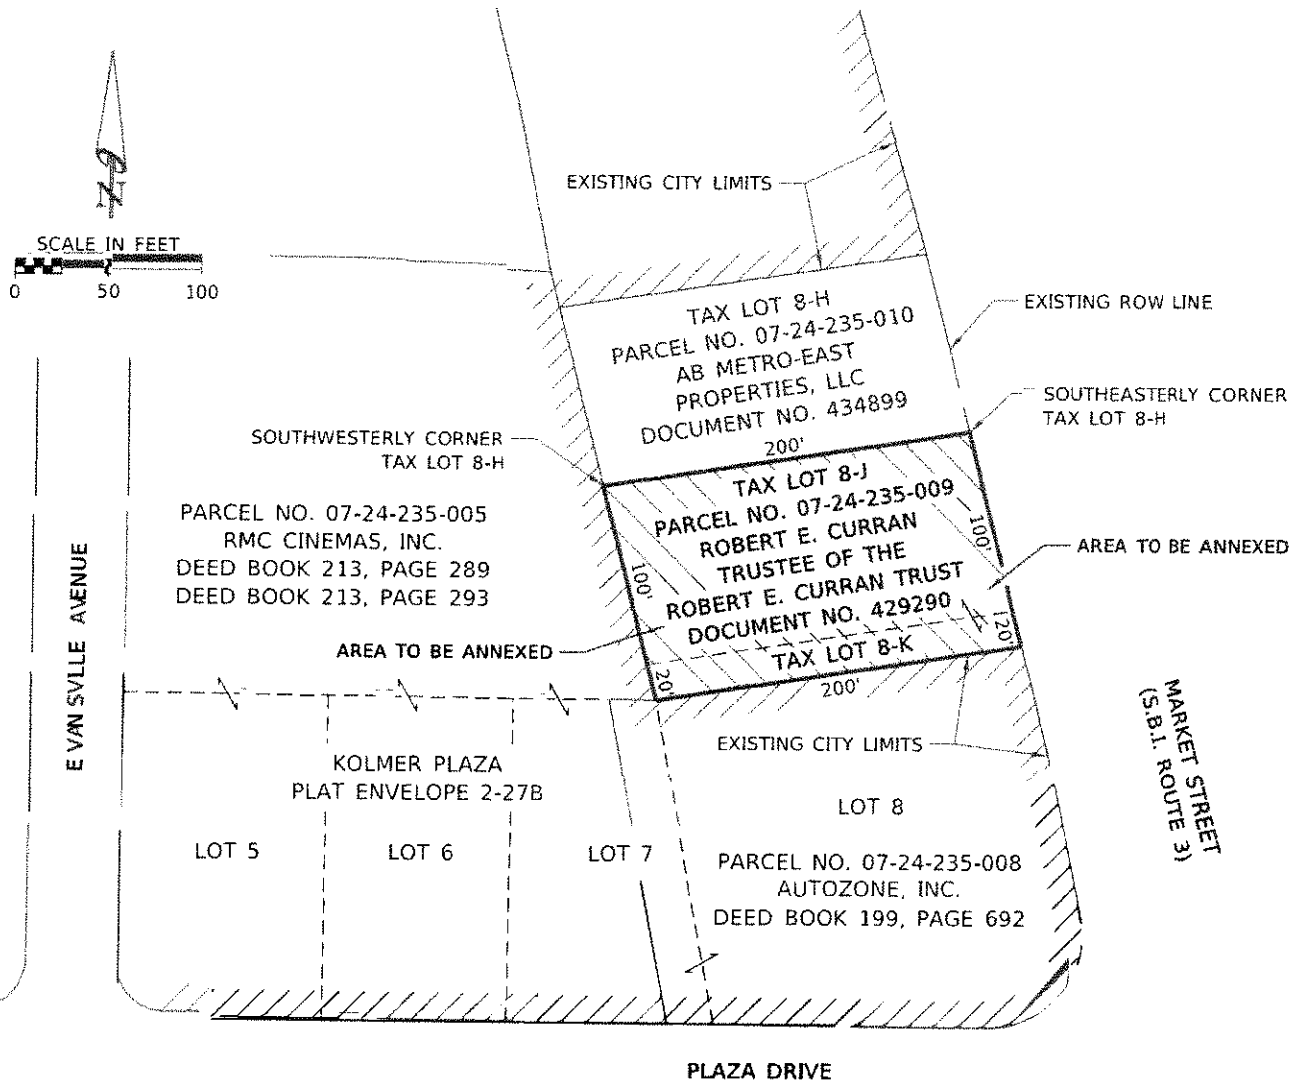 EXISTING CITY LIMITS
N
SCALE IN FEET
0 50 100
TAX LOT 8-H
PARCEL NO. 07-24-235-010
AB METRO-EAST
PROPERTIES, LLC
DOCUMENT NO. 434899
200'
EXISTING ROW LINE
SOUTHEASTERLY CORNER
TAX LOT 8-H
SOUTHWESTERLY CORNER
TAX LOT 8-H
TAX LOT 8-J
PARCEL NO. 07-24-235-009
ROBERT E. CURRAN
TRUSTEE OF THE
ROBERT E. CURRAN TRUST
DOCUMENT NO. 429290
100'
100'
AREA TO BE ANNEXED
PARCEL NO. 07-24-235-005
RMC CINEMAS, INC.
DEED BOOK 213, PAGE 289
DEED BOOK 213, PAGE 293
AREA TO BE ANNEXED
TAX LOT 8-K
20'
20'
200'
EVANSVLLE AVENUE
EXISTING CITY LIMITS
MARKET STREET
(S.B.I. ROUTE 3)
KOLMER PLAZA
PLAT ENVELOPE 2-27B
LOT 5
LOT 6
LOT 7
LOT 8
PARCEL NO. 07-24-235-008
AUTOZONE, INC.
DEED BOOK 199, PAGE 692
PLAZA DRIVE